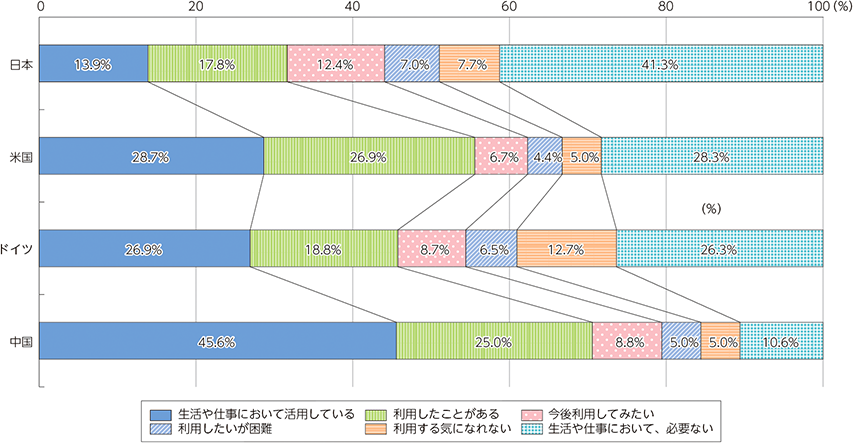 0 20 40 60 80 100 (%)
日本 13.9% 17.8% 12.4% 7.0% 7.7% 41.3%
米国 28.7% 26.9% 6.7% 4.4% 5.0% 28.3%
(%)
ドイツ 26.9% 18.8% 8.7% 6.5% 12.7% 26.3%
中国 45.6% 25.0% 8.8% 5.0% 5.0% 10.6%
生活や仕事において活用している 利用したことがある 今後利用してみたい
利用したいが困難 利用する気になれない 生活や仕事において、必要ない